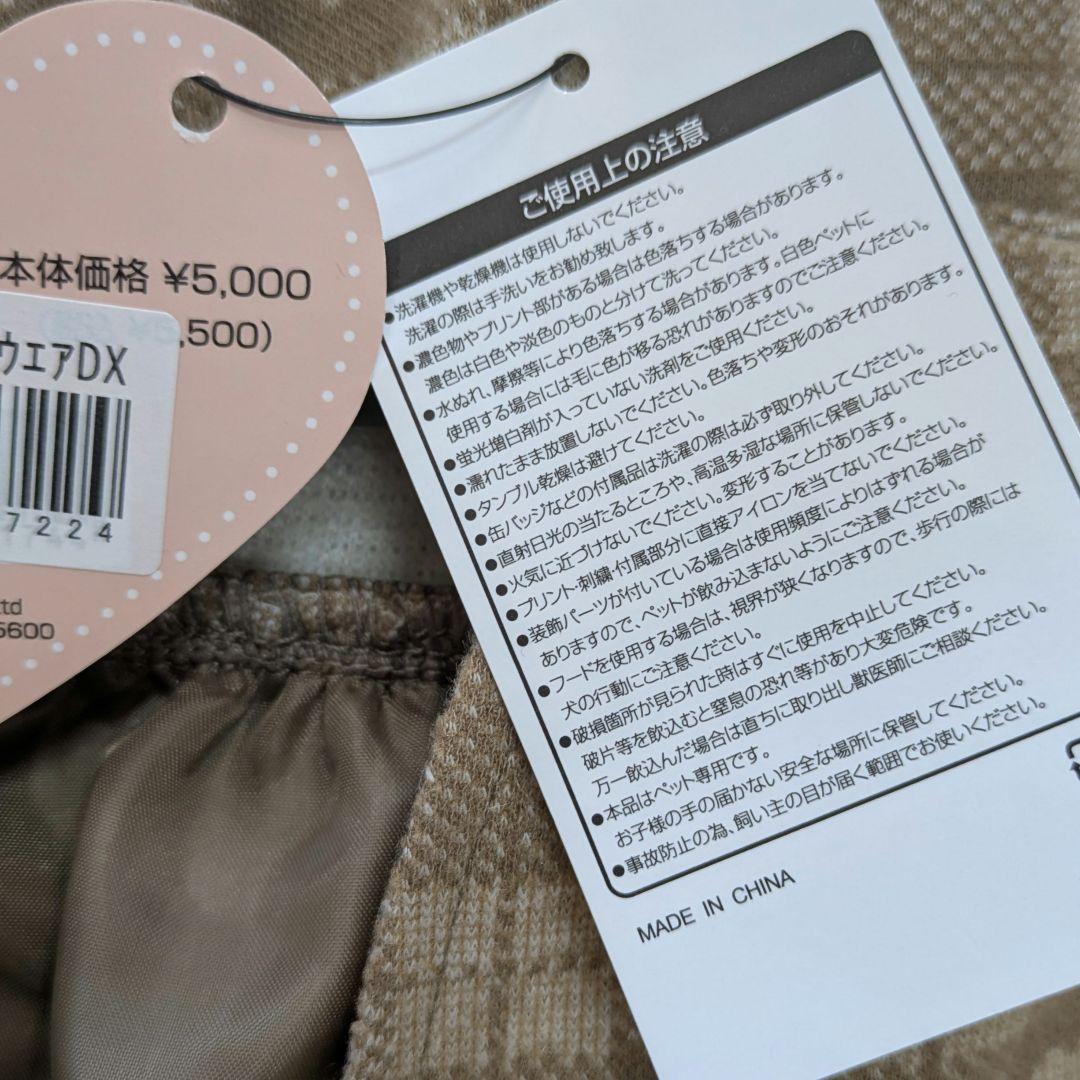 本体価格 ¥5,000
,500)
ウエアDX
7224
td
5600
ご使用上の注意
●洗濯機や乾燥機は使用しないでください。
洗濯の際は手洗いをお勧め致します。
●濃色物やプリント部がある場合は色落ちする場合があります。
濃色は白色や淡色のものと分けて洗ってください。
●水ぬれ、摩擦等により色落ちする場合があります。白色ペットに
使用する場合には毛に色が移る恐れがありますのでご注意ください。
●蛍光増白剤が入っていない洗剤をご使用ください。
●濡れたまま放置しないでください。色落ちや変形のおそれがあります。
●タンブル乾燥は避けてください。
●缶バッジなどの付属品は洗濯の際は必ず取り外してください。
●直射日光の当たるところや、高温多湿な場所に保管しないでください。
●火気に近づけないでください。変形することがあります。
●プリント・刺繍・付属部分に直接アイロンを当てないでください。
●装飾パーツが付いている場合は使用頻度によりはずれる場合が
ありますので、ペットが飲み込まないようにご注意ください。
●フードを使用する場合は、視界が狭くなりますので、歩行の際には
犬の行動にご注意ください。
●破損箇所が見られた時はすぐに使用を中止してください。
破片等を飲込むと窒息の恐れ等があり大変危険です。
万一飲込んだ場合は直ちに取り出し獣医師にご相談ください。
●本品はペット専用です。
お子様の手の届かない安全な場所に保管してください。
●事故防止の為、飼い主の目が届く範囲でお使いください。
MADE IN CHINA